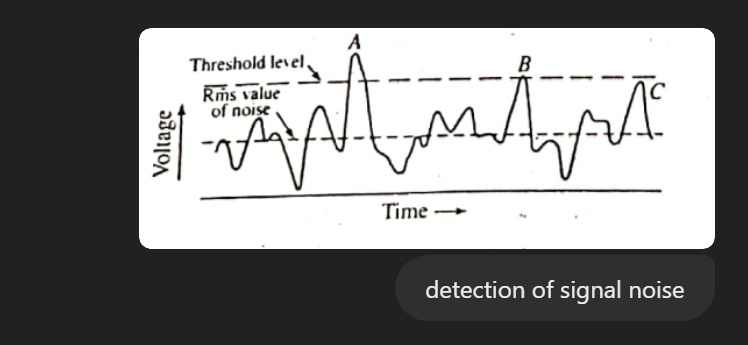 A
Threshold level
B
Rms value
of noise
C
Voltage
Time
detection of signal noise